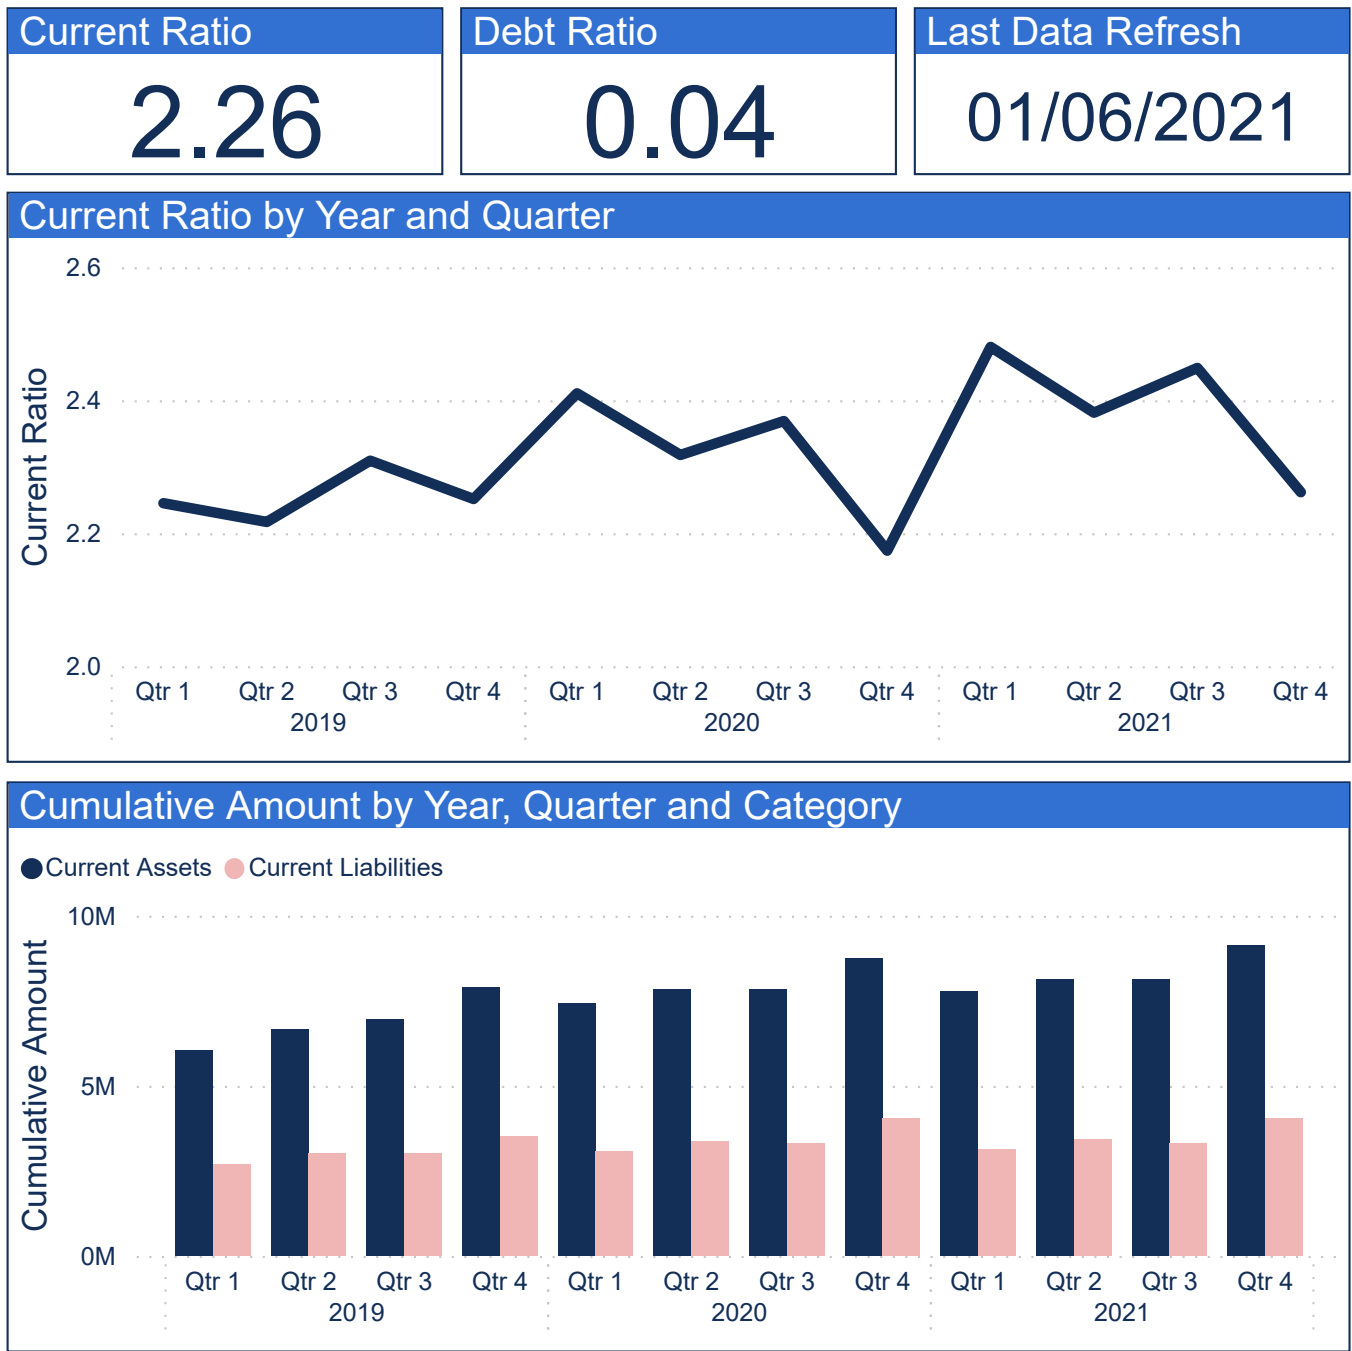 Current Ratio
2.26
Debt Ratio
0.04
Last Data Refresh
01/06/2021
Current Ratio by Year and Quarter
Current Ratio
2.6
2.4
2.2
2.0
Qtr 1 Qtr 2 Qtr 3 Qtr 4 Qtr 1 Qtr 2 Qtr 3 Qtr 4 Qtr 1 Qtr 2 Qtr 3 Qtr 4
2019 2020 2021
Cumulative Amount by Year, Quarter and Category
Current Assets Current Liabilities
Cumulative Amount
10M
5M
0M
Qtr 1 Qtr 2 Qtr 3 Qtr 4 Qtr 1 Qtr 2 Qtr 3 Qtr 4 Qtr 1 Qtr 2 Qtr 3 Qtr 4
2019 2020 2021